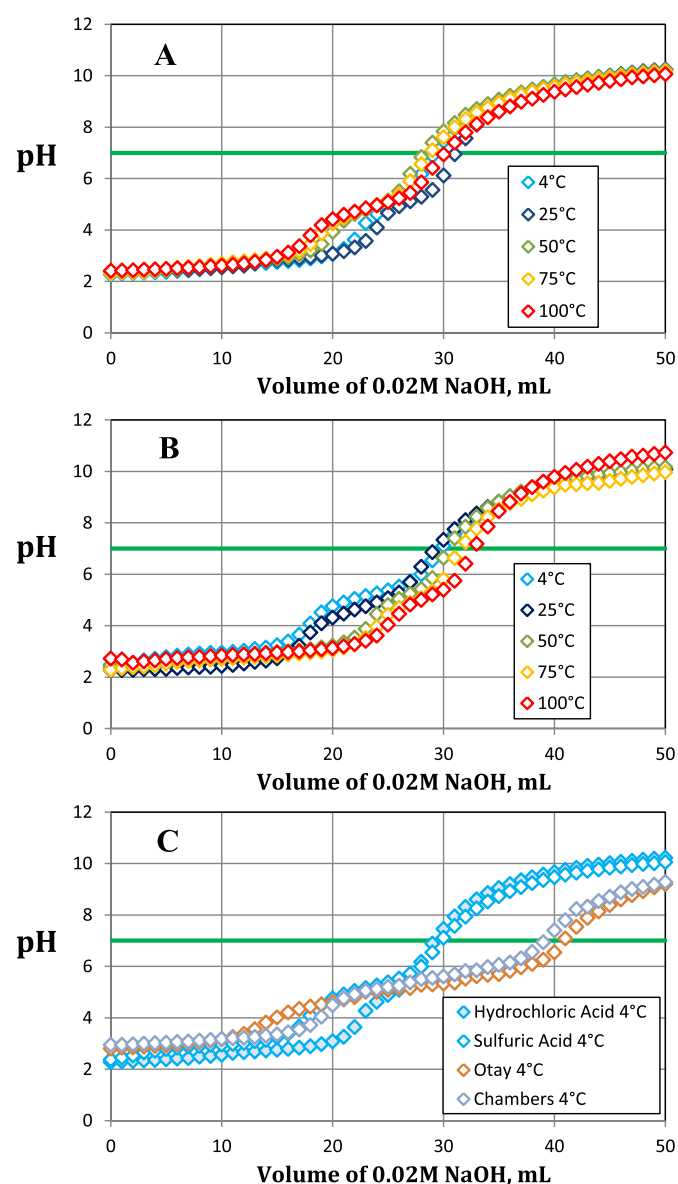 12
A
10
8
pH
6
4°C
25°C
4
50°C
75°C
2
100°C
0
0 10 20 30 40 50
Volume of 0.02M NaOH, mL
12
B
10
8
pH
6
4°C
4
25°C
50°C
2
75°C
100°C
0
0 10 20 30 40 50
Volume of 0.02M NaOH, mL
12
C
10
8
pH
6
4
Hydrochloric Acid 4°C
Sulfuric Acid 4°C
2
Otay 4°C
Chambers 4°C
0
0 10 20 30 40 50
Volume of 0.02M NaOH, mL